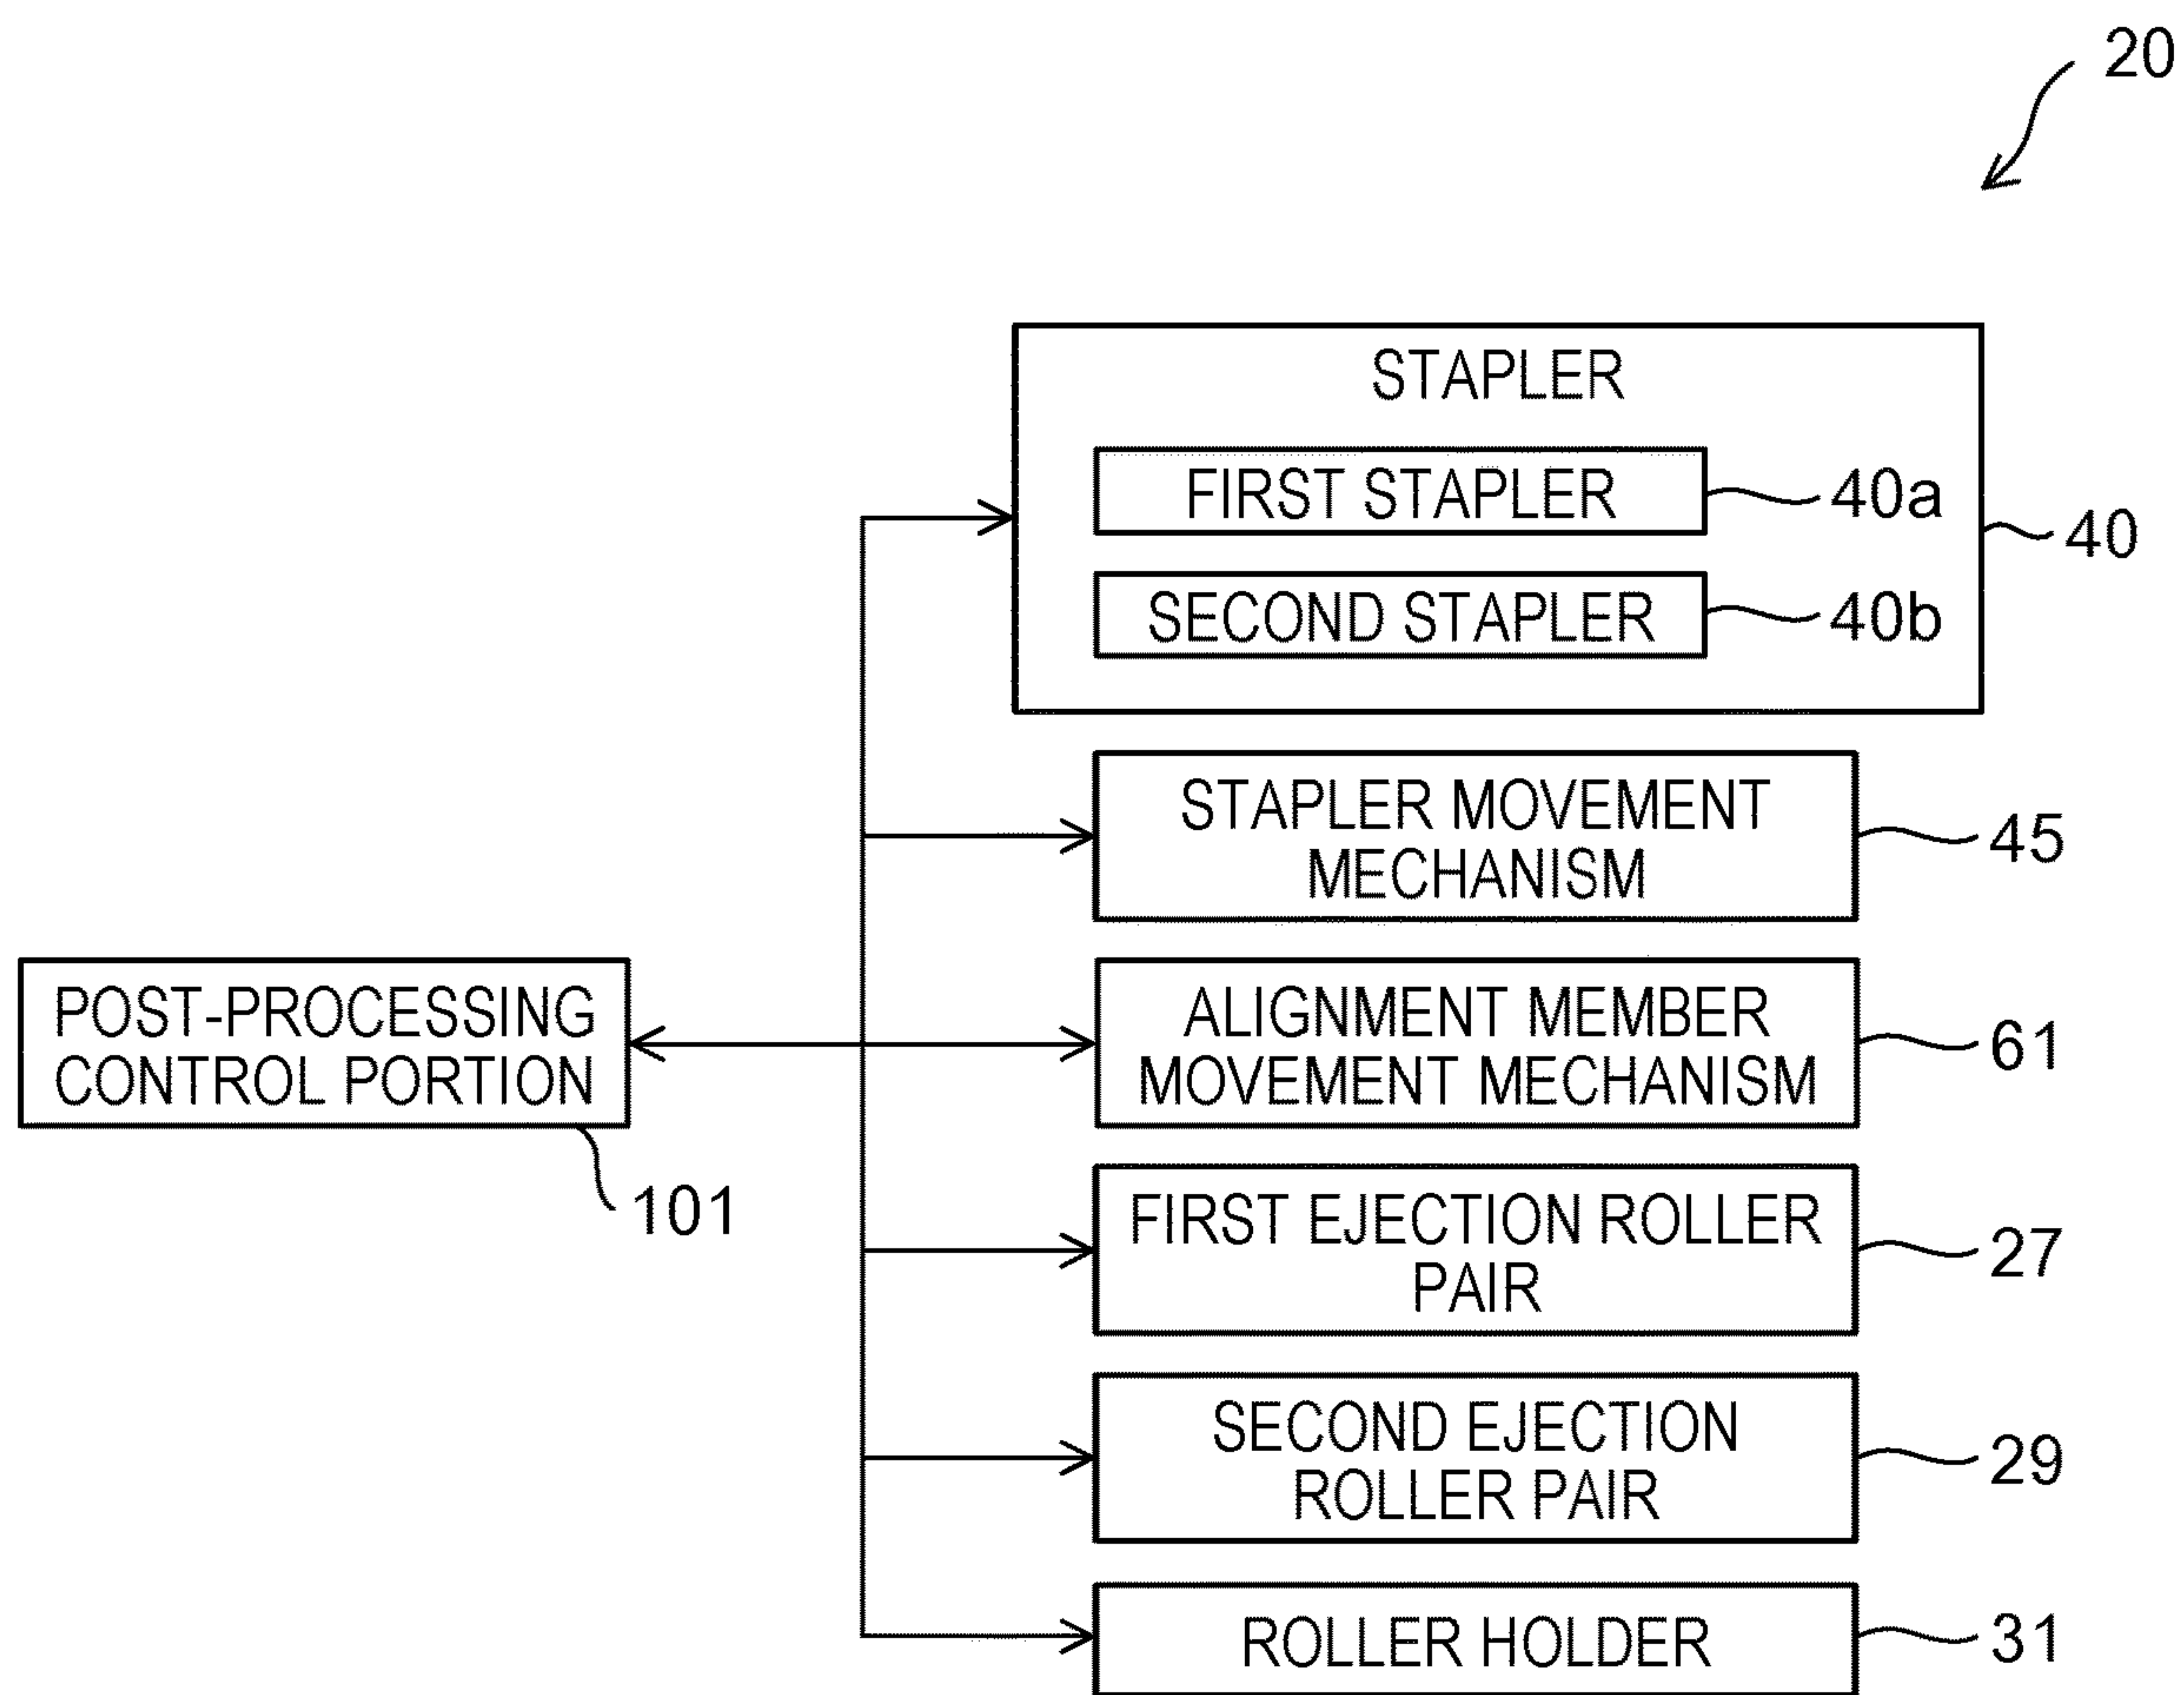 20
STAPLER
FIRST STAPLER
40a
SECOND STAPLER
40b
40
STAPLER MOVEMENT
MECHANISM
45
POST-PROCESSING
CONTROL PORTION
101
ALIGNMENT MEMBER
MOVEMENT MECHANISM
61
FIRST EJECTION ROLLER
PAIR
27
SECOND EJECTION
ROLLER PAIR
29
ROLLER HOLDER
31